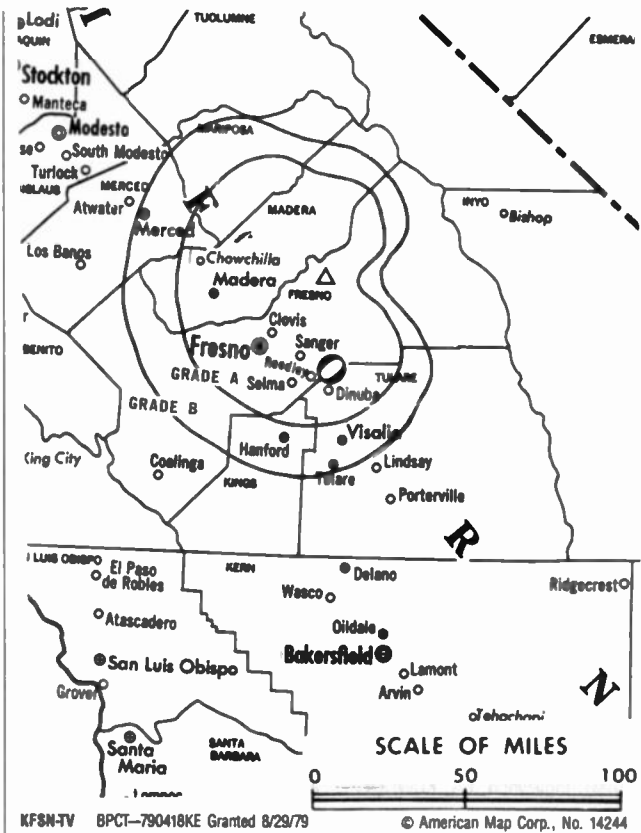 Lodi
TUOLUMNE
ESMERA
AQUIN
Stockton
Manteca
Modesto
MARIPOSA
South Modesto
Turlock
MERCED
Atwater
Merced
MADERA
INYO
Bishop
Los Banos
Chowchilla
Madera
FRESNO
Clovis
Fresno
Sanger
Reedley
GRADE A
Selma
TULARE
Dinuba
BENITO
GRADE B
Hanford
Visalia
King City
Coalinga
Tulare
Lindsay
KINGS
Porterville
R
LUIS OBISPO
El Paso
de Robles
KERN
Delano
Wasco
Ridgecrest
Atascadero
Oildale
San Luis Obispo
Bakersfield
Lamont
Grover
Arvin
N
Tehachapi
Santa
Maria
SANTA
BARBARA
SCALE OF MILES
0 50 100
Lompoc
KFSN-TV BPCT-790418KE Granted 8/29/79 © American Map Corp., No. 14244